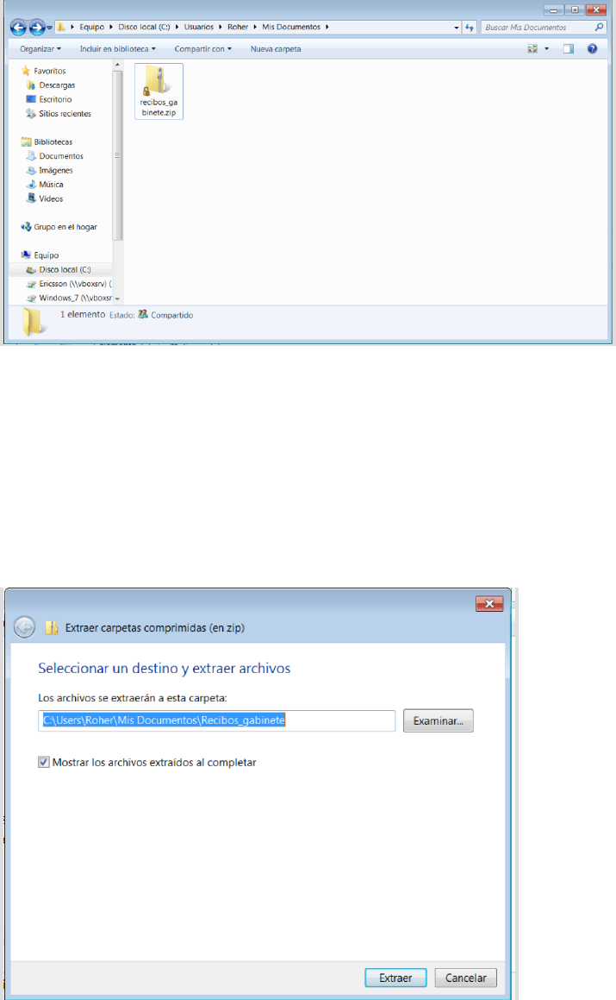 Equipo ▸ Disco local (C:) ▸ Usuarios ▸ Roher ▸ Mis Documentos ▸
Buscar Mis Documentos
Organizar Incluir en biblioteca Compartir con Nueva carpeta
Favoritos
Descargas
Escritorio
Sitios recientes
Bibliotecas
Documentos
Imágenes
Música
Vídeos
Grupo en el hogar
Equipo
Disco local (C:)
Ericsson (\\vboxsrv) (
Windows_7 (\\vboxsr
recibos_ga
binete.zip
1 elemento Estado: Compartido
Extraer carpetas comprimidas (en zip)
Seleccionar un destino y extraer archivos
Los archivos se extraerán a esta carpeta:
C:\Users\Roher\Mis Documentos\Recibos_gabinete
Examinar...
Mostrar los archivos extraídos al completar
Extraer Cancelar